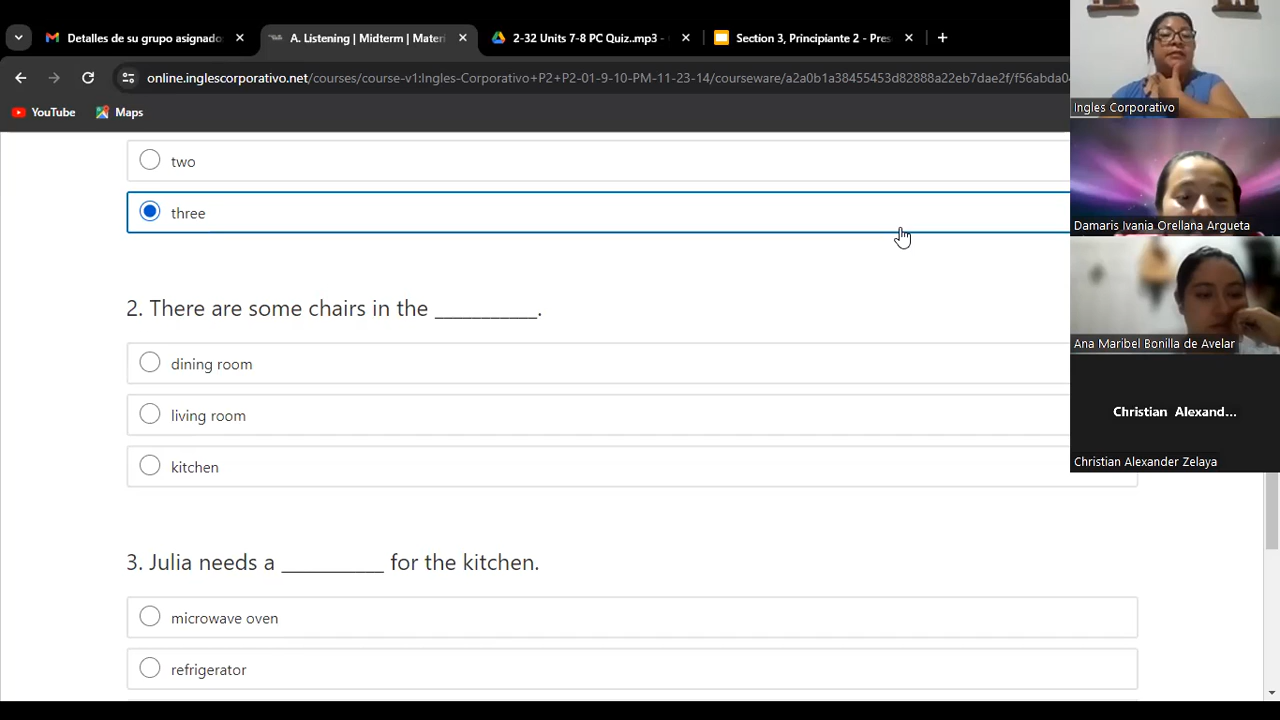 Detalles de su grupo asignado
A. Listening | Midterm | Mater
2-32 Units 7-8 PC Quiz..mp3 -
Section 3, Principiante 2 - Pres
online.inglescorporativo.net/courses/course-v1:Ingles-Corporativo+P2+P2-01-9-10-PM-11-23-14/courseware/a2a0b1a38455453d82888a22eb7dae2f/f56abda0
YouTube
Maps
two
three
2. There are some chairs in the __________.
dining room
living room
kitchen
3. Julia needs a __________ for the kitchen.
microwave oven
refrigerator
Ingles Corporativo
Damaris Ivania Orellana Argueta
Ana Maribel Bonilla de Avelar
Christian Alexand...
Christian Alexander Zelaya